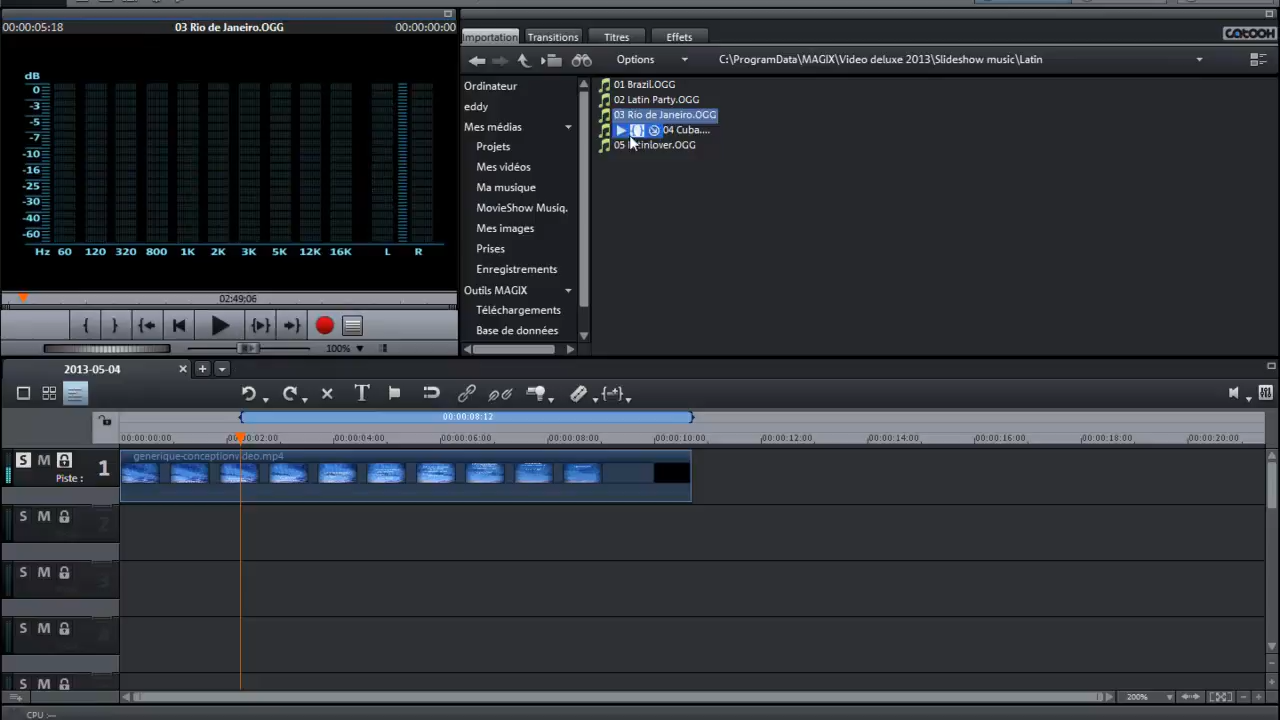 00:00:05:18 03 Rio de Janeiro.OGG 00:00:00:00
Importation Transitions Titres Effets CATOOH
Options C:\ProgramData\MAGIX\Video deluxe 2013\Slideshow music\Latin
dB
0
-3
-5
-7
-10
-16
-25
-30
-40
-60
Hz 60 120 320 800 1K 2K 3K 5K 12K 16K L R
02:49;06
100%
Ordinateur
eddy
Mes médias
Projets
Mes vidéos
Ma musique
MovieShow Musiq.
Mes images
Prises
Enregistrements
Outils MAGIX
Téléchargements
Base de données
01 Brazil.OGG
02 Latin Party.OGG
03 Rio de Janeiro.OGG
04 Cuba....
05 Latinlover.OGG
2013-05-04
00:00:08:12
00:00:00:00 00:00:02:00 00:00:04:00 00:00:06:00 00:00:08:00 00:00:10:00 00:00:12:00 00:00:14:00 00:00:16:00 00:00:18:00 00:00:20:00
generique-conceptionvideo.mp4
S M 1
Piste :
S M 2
S M 3
S M
S M
200%
CPU :--